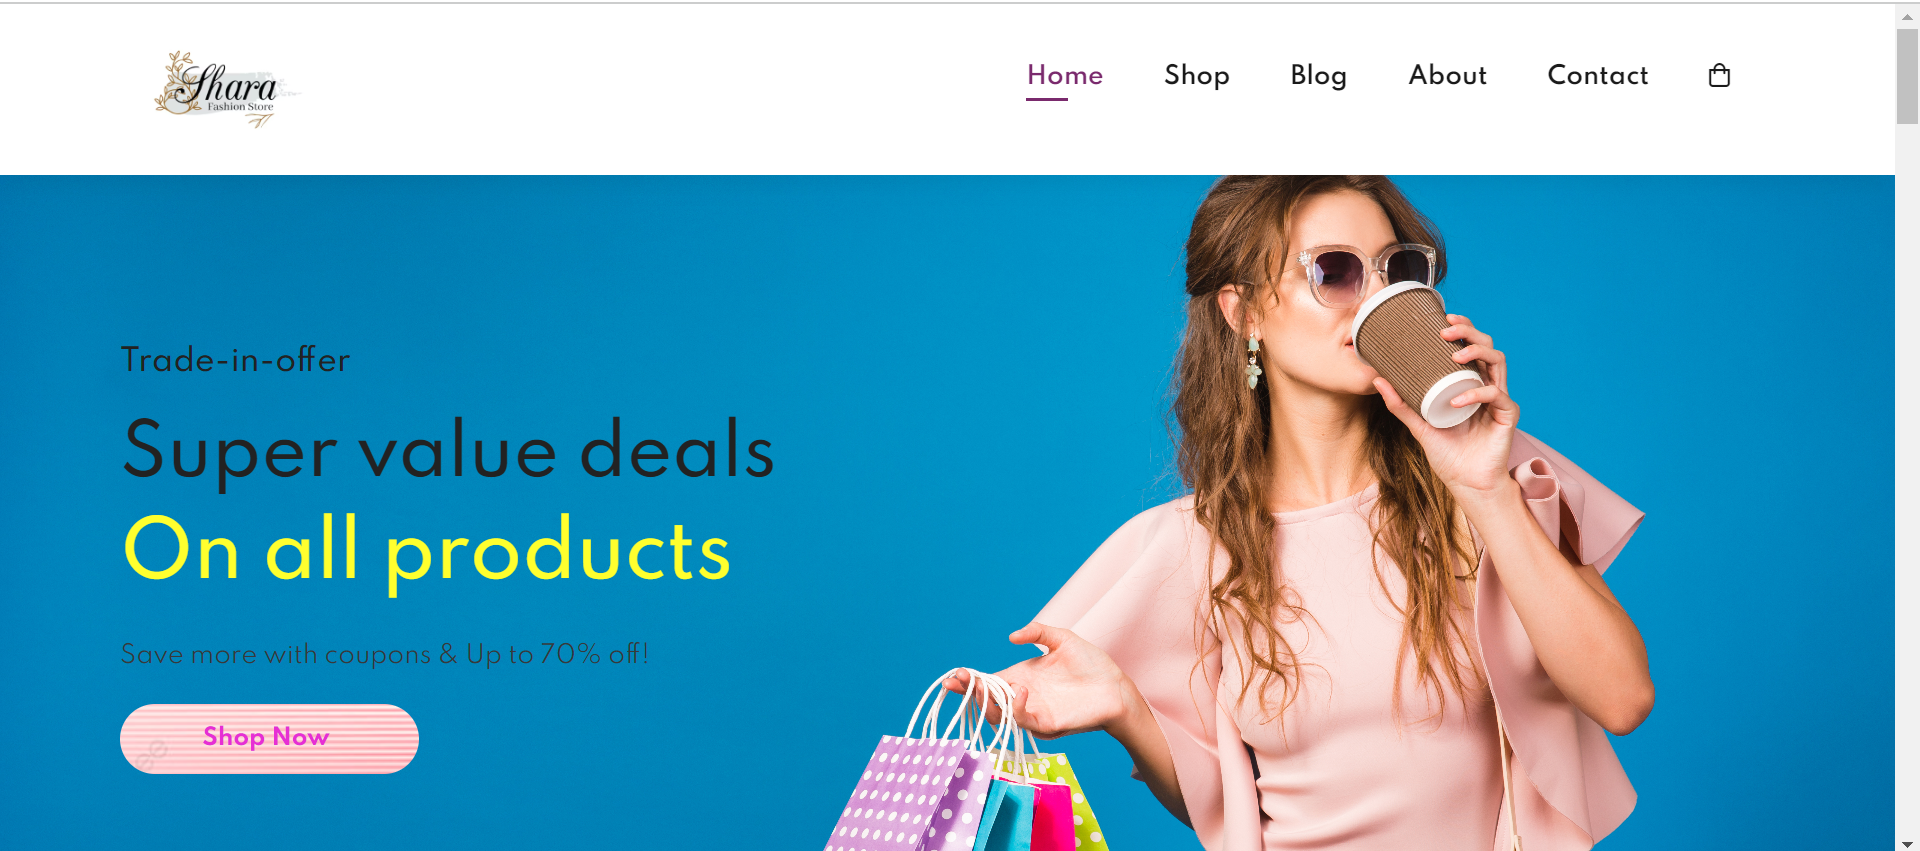 Shara
Fashion Store
Home Shop Blog About Contact
Trade-in-offer
Super value deals
On all products
Save more with coupons & Up to 70% off!
Shop Now